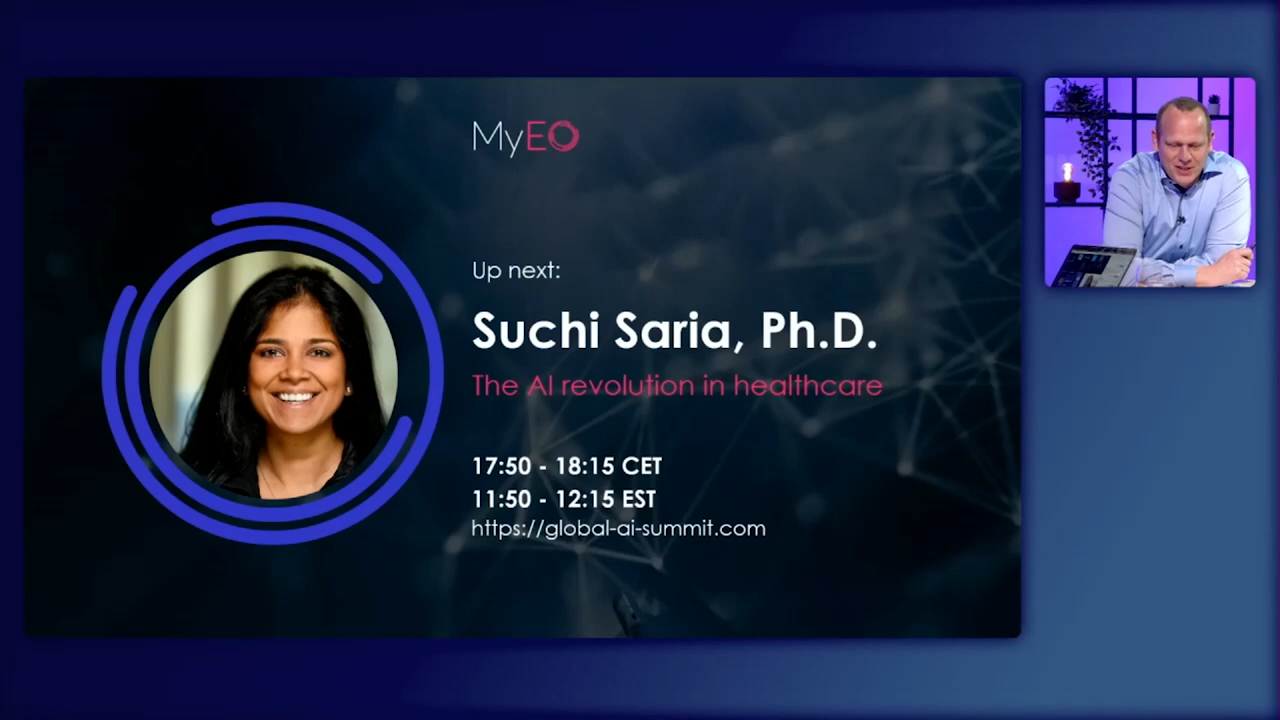 MyEO
Up next:
Suchi Saria, Ph.D.
The AI revolution in healthcare
17:50 - 18:15 CET
11:50 - 12:15 EST
https://global-ai-summit.com